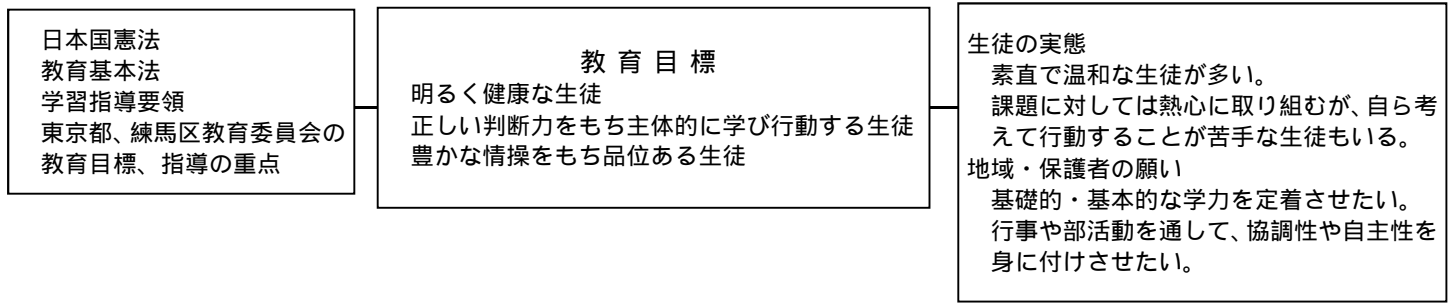 日本国憲法
教育基本法
学習指導要領
東京都、練馬区教育委員会の
教育目標、指導の重点
教育目標
明るく健康な生徒
正しい判断力をもち主体的に学び行動する生徒
豊かな情操をもち品位ある生徒
生徒の実態
素直で温和な生徒が多い。
課題に対しては熱心に取り組むが、自ら考
えて行動することが苦手な生徒もいる。
地域・保護者の願い
基礎的・基本的な学力を定着させたい。
行事や部活動を通して、協調性や自主性を
身に付けさせたい。